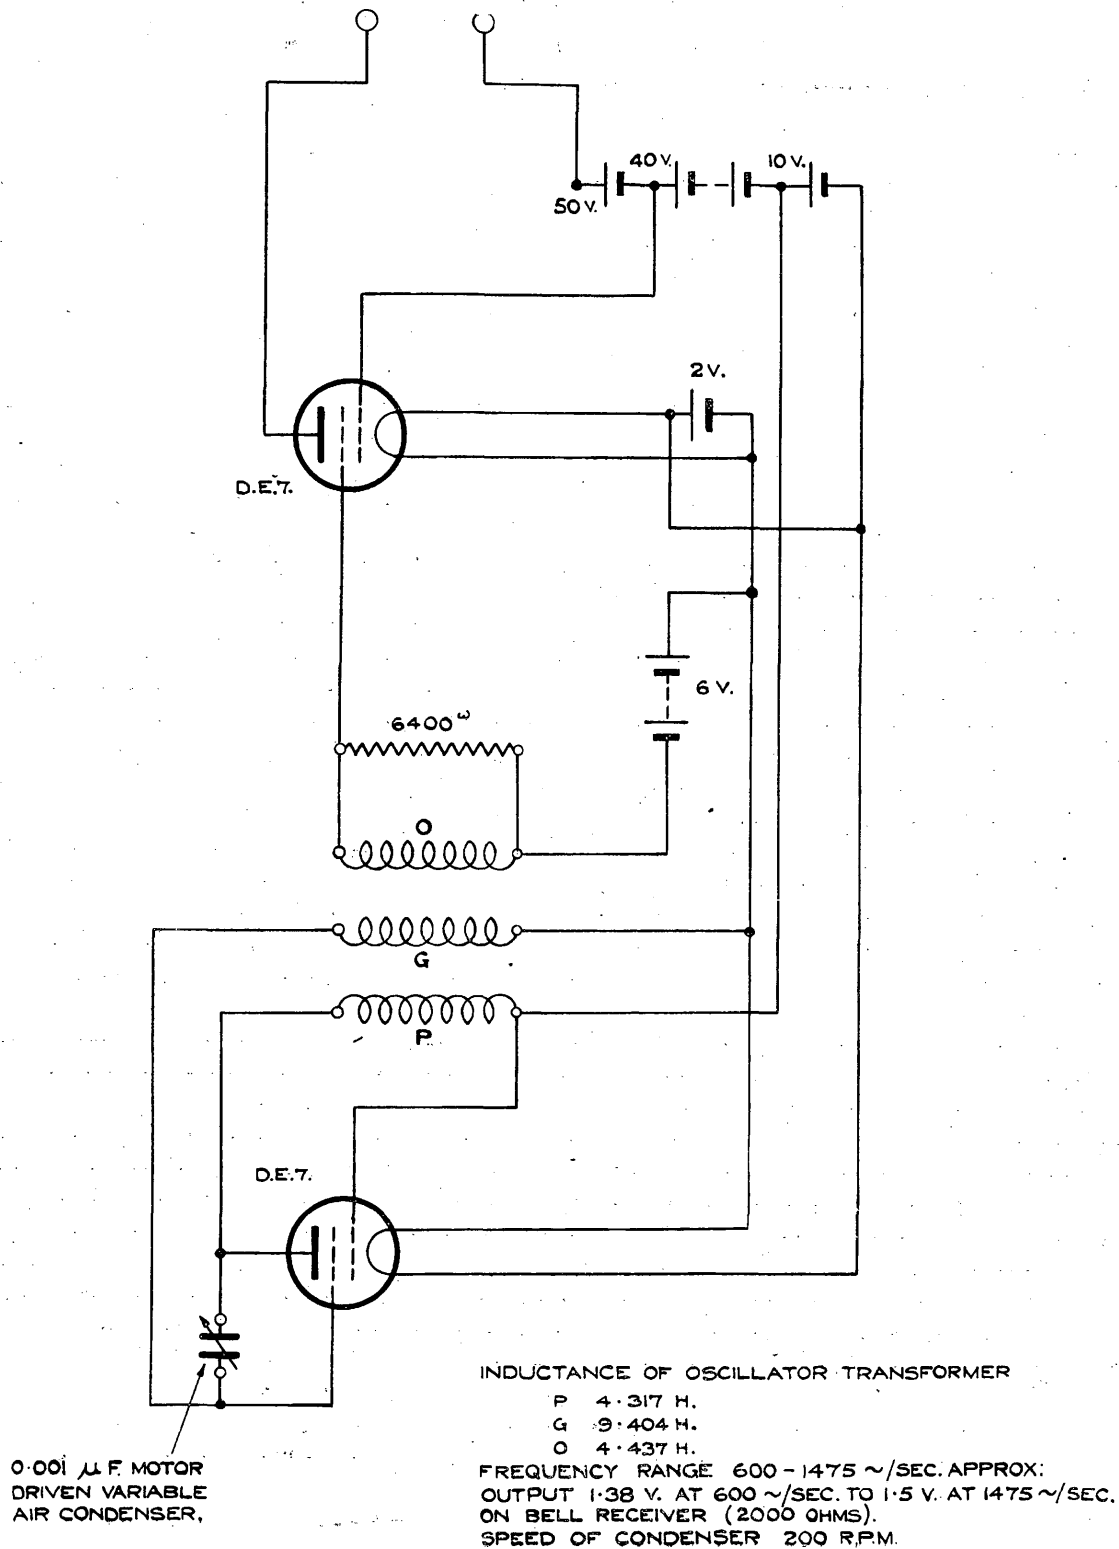 40 V. 10 V.
50 V.
2 V.
D.E.7.
6 V.
6400 ω
O
G
P
D.E.7.
INDUCTANCE OF OSCILLATOR TRANSFORMER
P 4·317 H.
G 9·404 H.
O 4·437 H.
0·001 µ F. MOTOR
DRIVEN VARIABLE
AIR CONDENSER,
FREQUENCY RANGE 600 - 1475 ~/SEC. APPROX:
OUTPUT 1·38 V. AT 600 ~/SEC. TO 1·5 V. AT 1475 ~/SEC.
ON BELL RECEIVER (2000 OHMS).
SPEED OF CONDENSER 200 R.P.M.